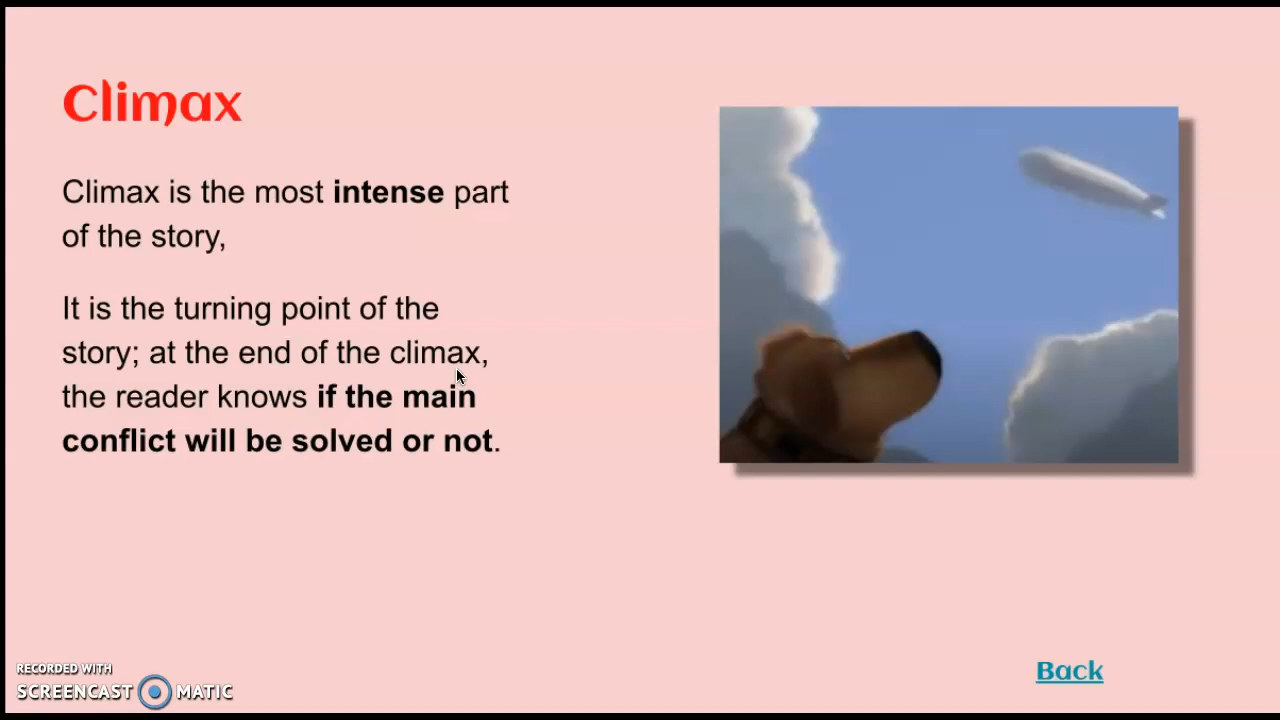 Climax
Climax is the most intense part
of the story,
It is the turning point of the
story; at the end of the climax,
the reader knows if the main
conflict will be solved or not.
RECORDED WITH
SCREENCAST MATIC
Back